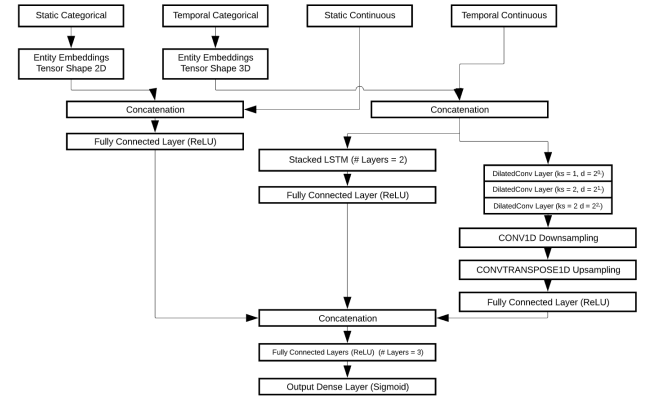 Static Categorical
Temporal Categorical
Static Continuous
Temporal Continuous
Entity Embeddings
Tensor Shape 2D
Entity Embeddings
Tensor Shape 3D
Concatenation
Concatenation
Fully Connected Layer (ReLU)
Stacked LSTM (# Layers = 2)
Fully Connected Layer (ReLU)
DilatedConv Layer (ks = 1, d = 2⁰·)
DilatedConv Layer (ks = 2, d = 2¹·)
DilatedConv Layer (ks = 2 d = 2²·)
CONV1D Downsampling
CONVTRANSPOSE1D Upsampling
Fully Connected Layer (ReLU)
Concatenation
Fully Connected Layers (ReLU) (# Layers = 3)
Output Dense Layer (Sigmoid)